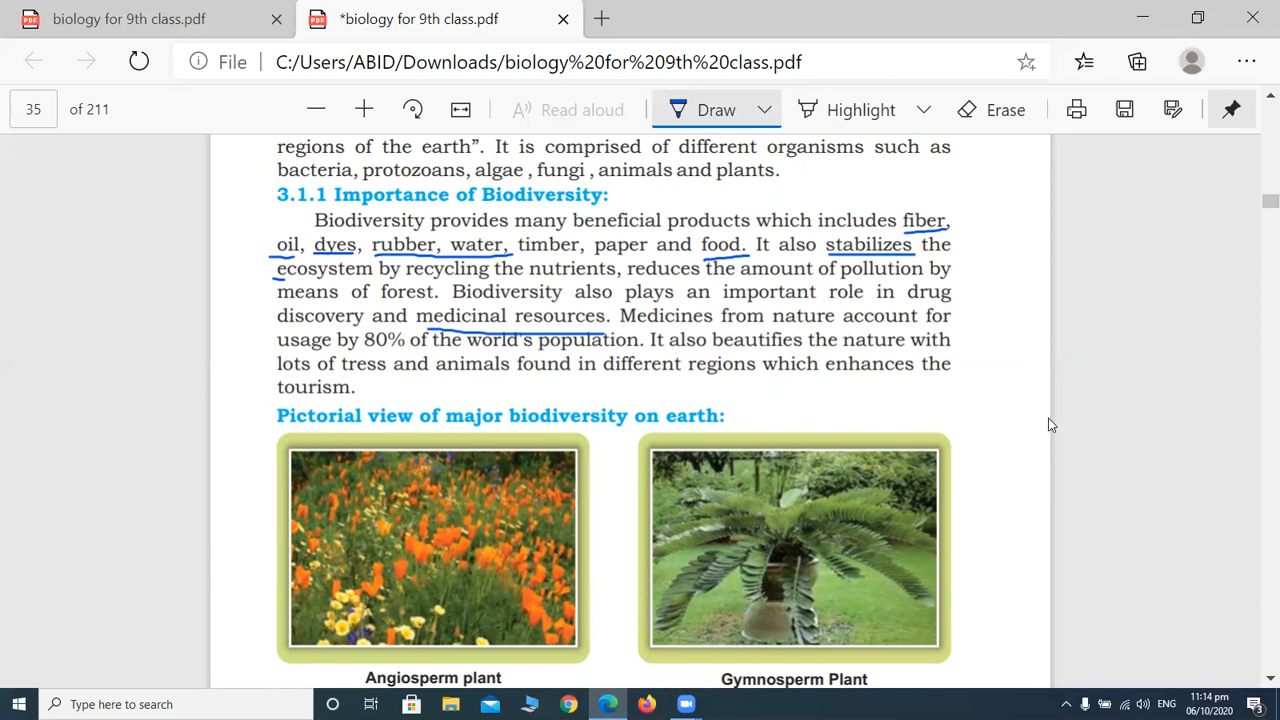 biology for 9th class.pdf
*biology for 9th class.pdf
File C:/Users/ABID/Downloads/biology%20for%209th%20class.pdf
35 of 211 Read aloud Draw Highlight Erase
regions of the earth”. It is comprised of different organisms such as
bacteria, protozoans, algae , fungi , animals and plants.
3.1.1 Importance of Biodiversity:
Biodiversity provides many beneficial products which includes fiber,
oil, dyes, rubber, water, timber, paper and food. It also stabilizes the
ecosystem by recycling the nutrients, reduces the amount of pollution by
means of forest. Biodiversity also plays an important role in drug
discovery and medicinal resources. Medicines from nature account for
usage by 80% of the world's population. It also beautifies the nature with
lots of tress and animals found in different regions which enhances the
tourism.
Pictorial view of major biodiversity on earth:
Angiosperm plant
Gymnosperm Plant
Type here to search
ENG
11:14 pm
06/10/2020
3